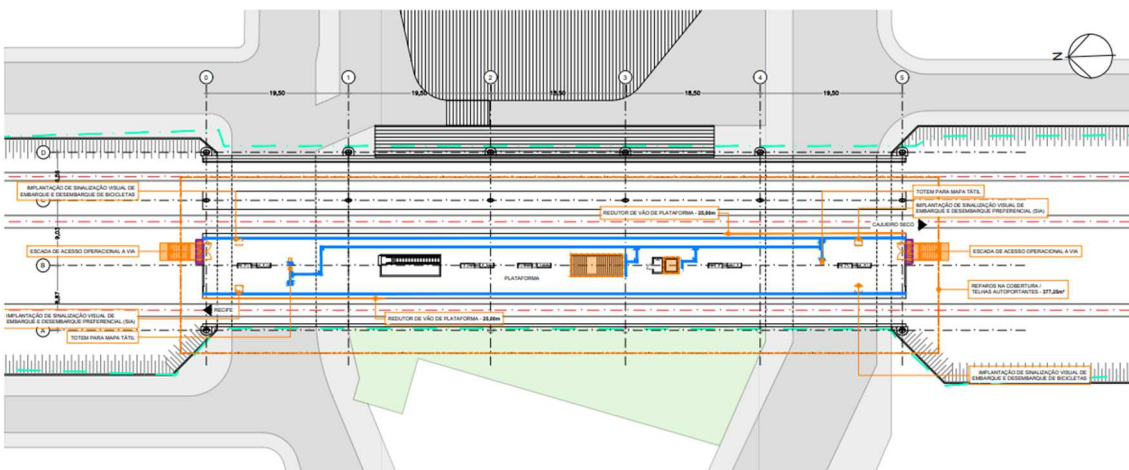 N
0
1
2
3
4
5
19,50
19,50
18,50
18,50
19,50
D
IMPLANTAÇÃO DE SINALIZAÇÃO VISUAL DE
EMBARQUE E DESEMBARQUE DE BICICLETAS
TOTEM PARA MAPA TÁTIL
C
IMPLANTAÇÃO DE SINALIZAÇÃO VISUAL DE
EMBARQUE E DESEMBARQUE PREFERENCIAL (SIA)
REDUTOR DE VÃO DE PLATAFORMA - 25,00m²
CAJUEIRO SECO
ESCADA DE ACESSO OPERACIONAL A VIA
ESCADA DE ACESSO OPERACIONAL A VIA
B
PLATAFORMA
REPAROS NA COBERTURA /
TELHAS AUTOPORTANTES - 377,25m²
RECIFE
IMPLANTAÇÃO DE SINALIZAÇÃO VISUAL DE
EMBARQUE E DESEMBARQUE PREFERENCIAL (SIA)
REDUTOR DE VÃO DE PLATAFORMA - 25,00m²
A
TOTEM PARA MAPA TÁTIL
IMPLANTAÇÃO DE SINALIZAÇÃO VISUAL DE
EMBARQUE E DESEMBARQUE DE BICICLETAS